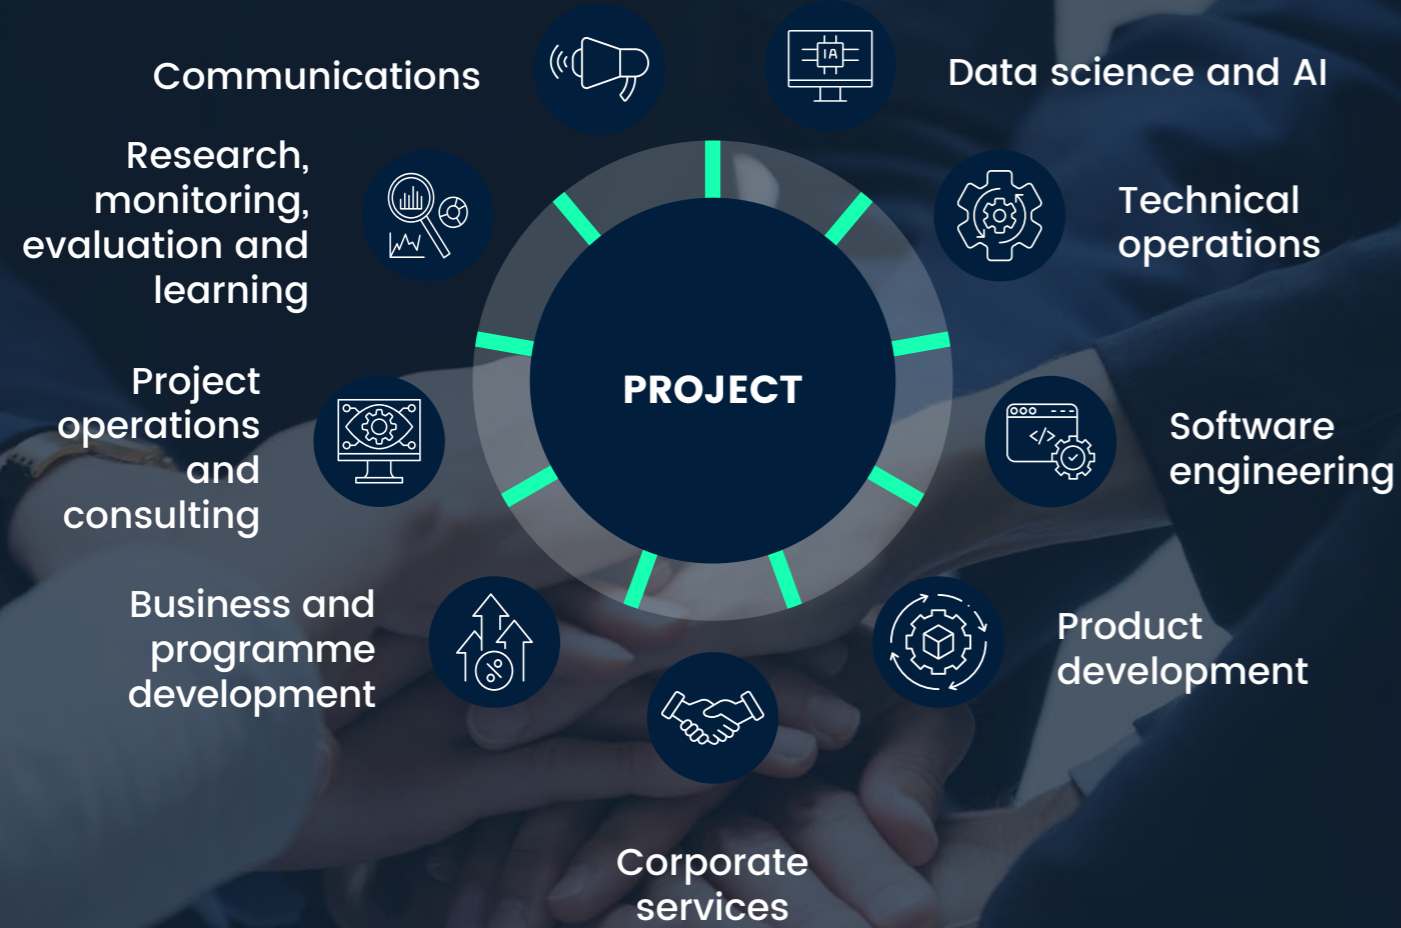 Communications
IA
Data science and AI
Research,
monitoring,
evaluation and
learning
Technical
operations
PROJECT
Project
operations
and
consulting
</>
Software
engineering
Business and
programme
development
%
Product
development
Corporate
services